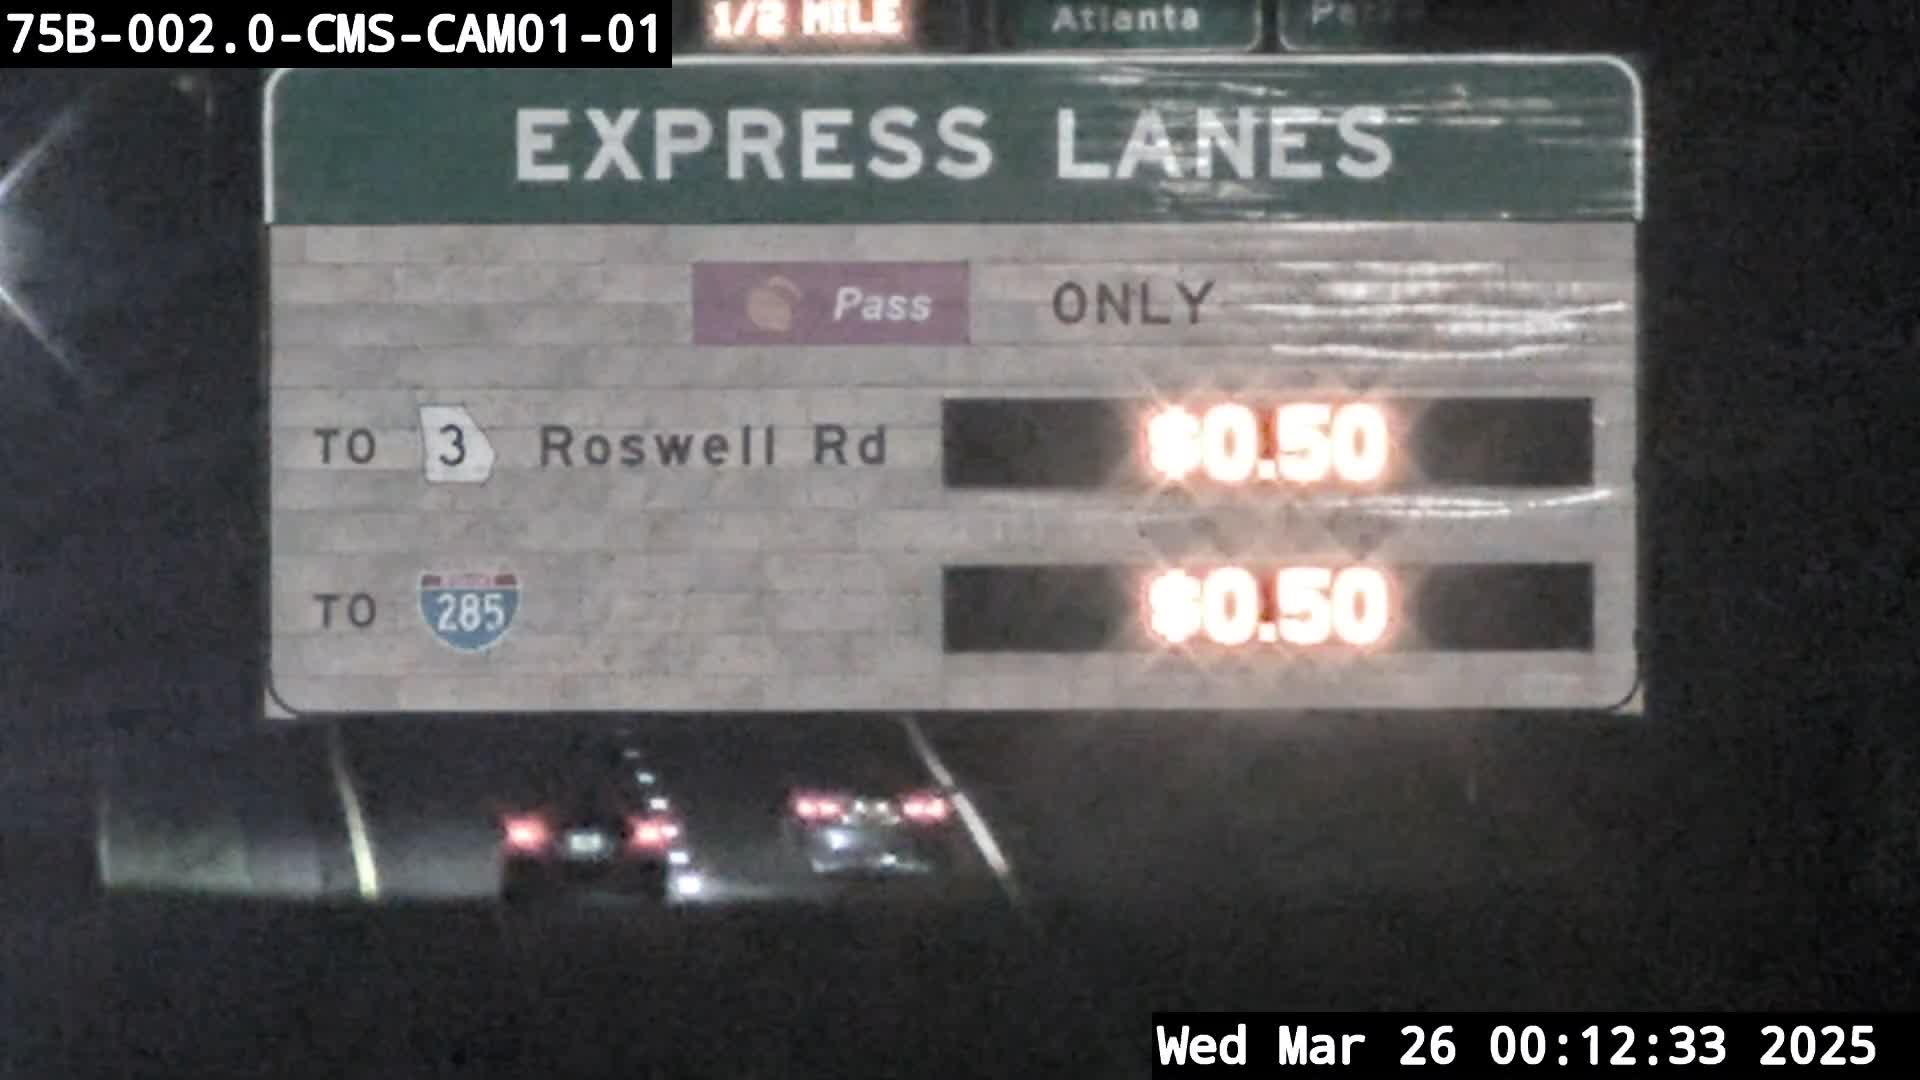 75B-002.0-CMS-CAM01-01
1/2 MILE
Atlanta
EXPRESS LANES
Pass ONLY
TO 3 Roswell Rd $0.50
TO 285 $0.50
Wed Mar 26 00:12:33 2025